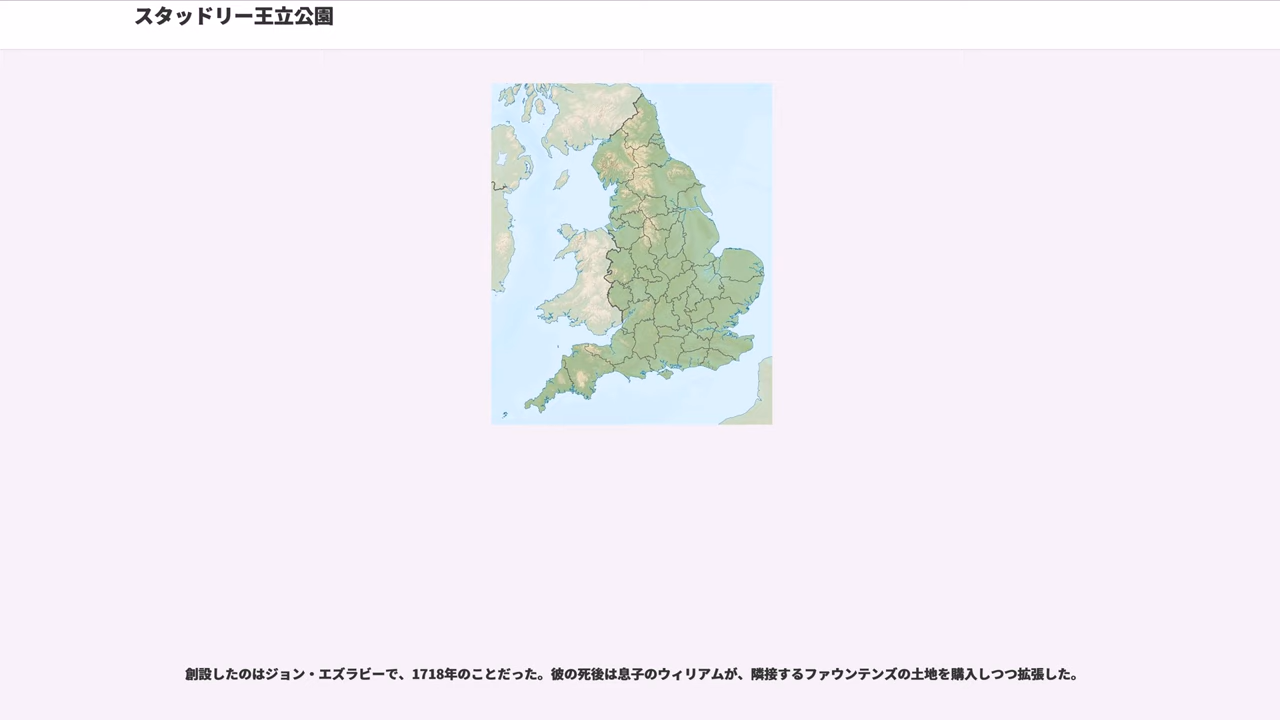 スタッドリー王立公園
創設したのはジョン・エズラビーで、1718年のことだった。彼の死後は息子のウィリアムが、隣接するファウンテンズの土地を購入しつつ拡張した。